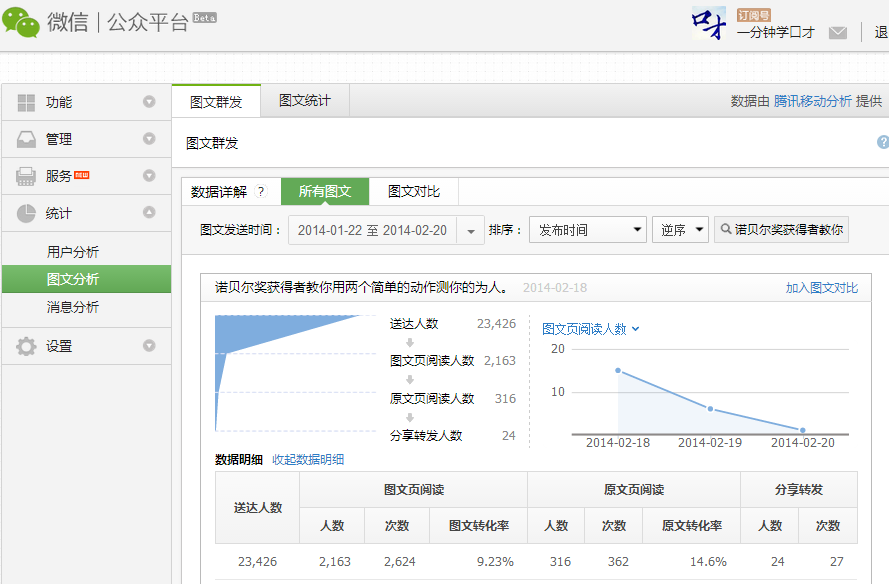 微信 | 公众平台 Beta
订阅号
一分钟学口才
退
功能
管理
服务 NEW
统计
用户分析
图文分析
消息分析
设置
图文群发 图文统计 数据由 腾讯移动分析 提供
图文群发
数据详解 ? 所有图文 图文对比
图文发送时间: 2014-01-22 至 2014-02-20 排序: 发布时间 逆序 诺贝尔奖获得者教你
诺贝尔奖获得者教你用两个简单的动作测你的为人。 2014-02-18 加入图文对比
送达人数 23,426
图文页阅读人数 2,163
原文页阅读人数 316
分享转发人数 24
图文页阅读人数
20
10
2014-02-18 2014-02-19 2014-02-20
数据明细 收起数据明细
送达人数 图文页阅读 原文页阅读 分享转发
人数 次数 图文转化率 人数 次数 原文转化率 人数 次数
23,426 2,163 2,624 9.23% 316 362 14.6% 24 27